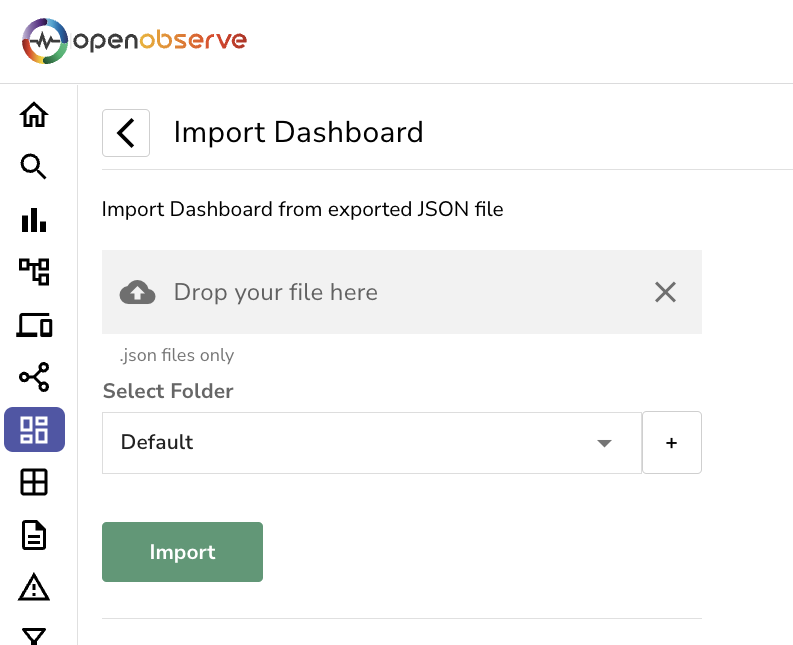 openobserve
Import Dashboard
Import Dashboard from exported JSON file
Drop your file here
.json files only
Select Folder
Default
+
Import